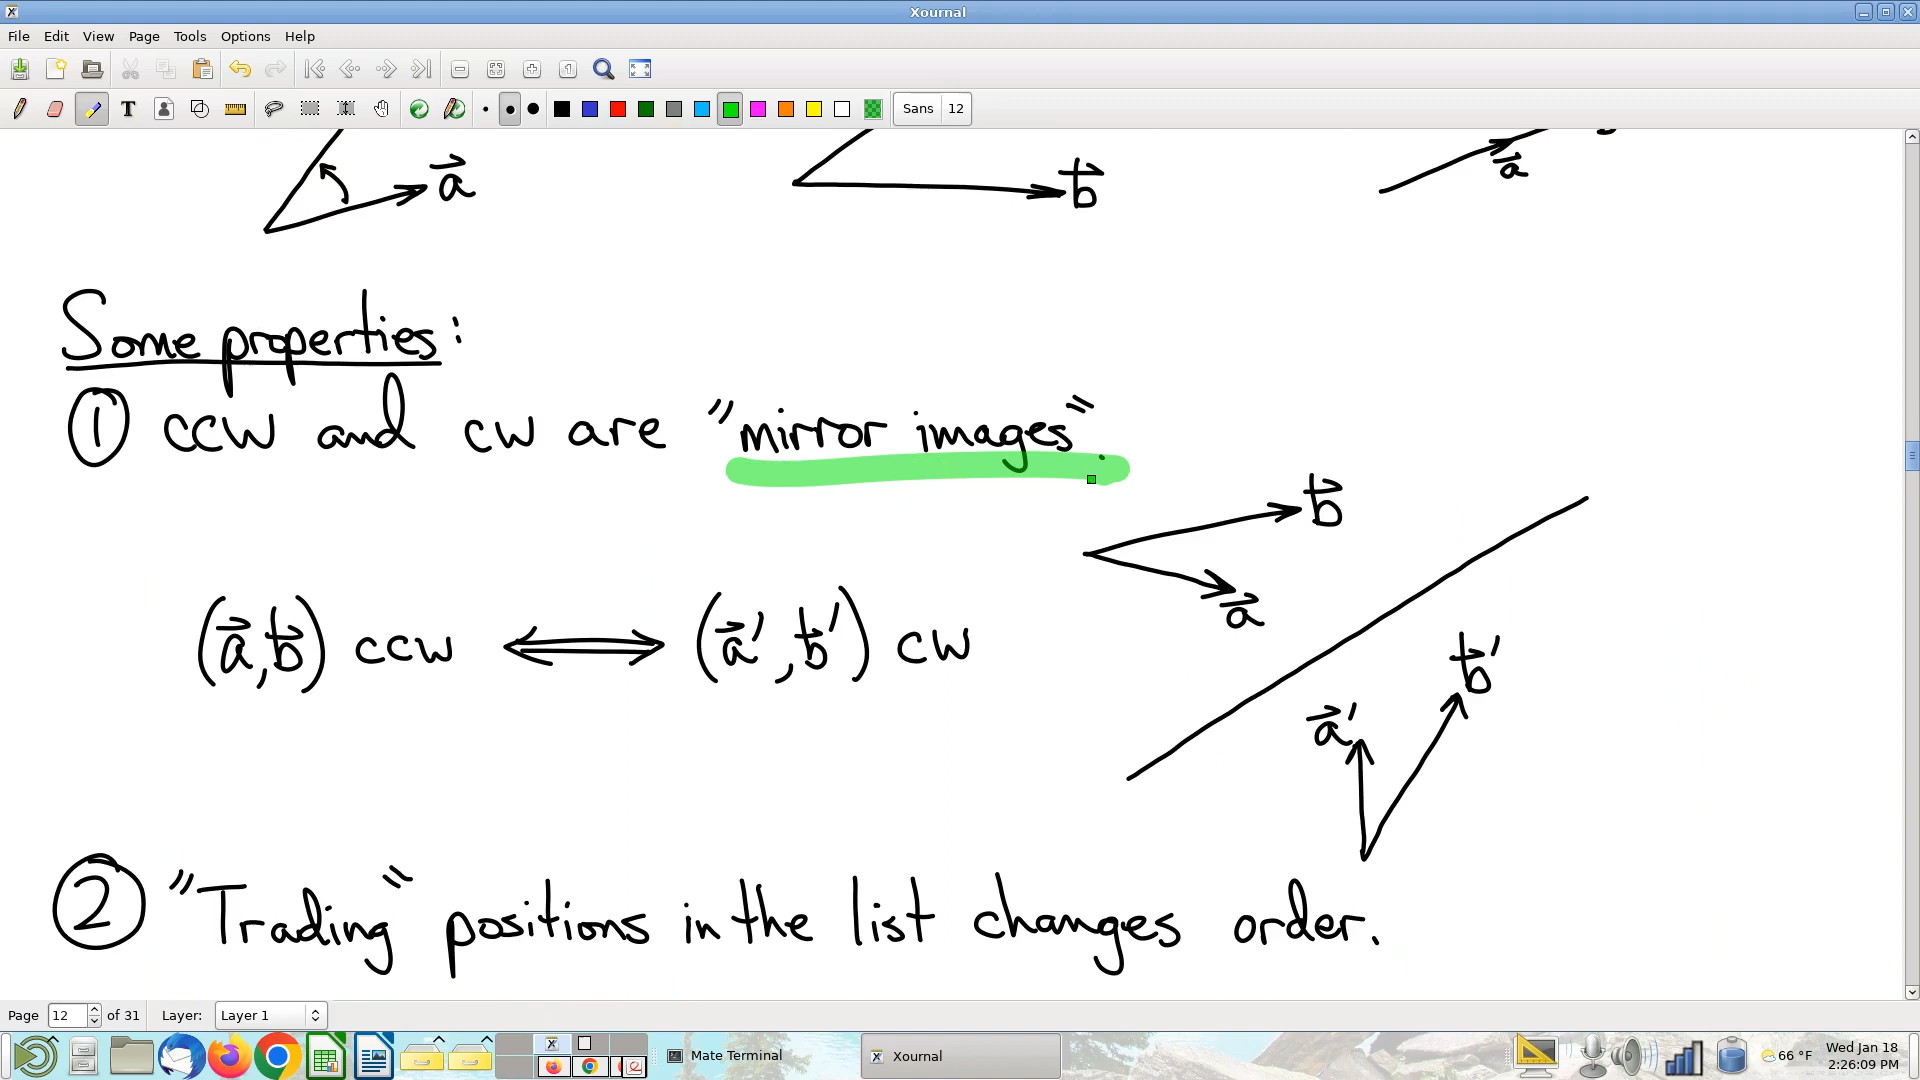 Xournal
File Edit View Page Tools Options Help
Sans 12
a
b
a
Some properties:
① ccw and cw are "mirror images".
b
a
(a, b) ccw ⟺ (a', b') cw
b'
a'
② "Trading" positions in the list changes order.
Page 12 of 31 Layer: Layer 1
Mate Terminal Xournal 66 °F Wed Jan 18
2:26:09 PM